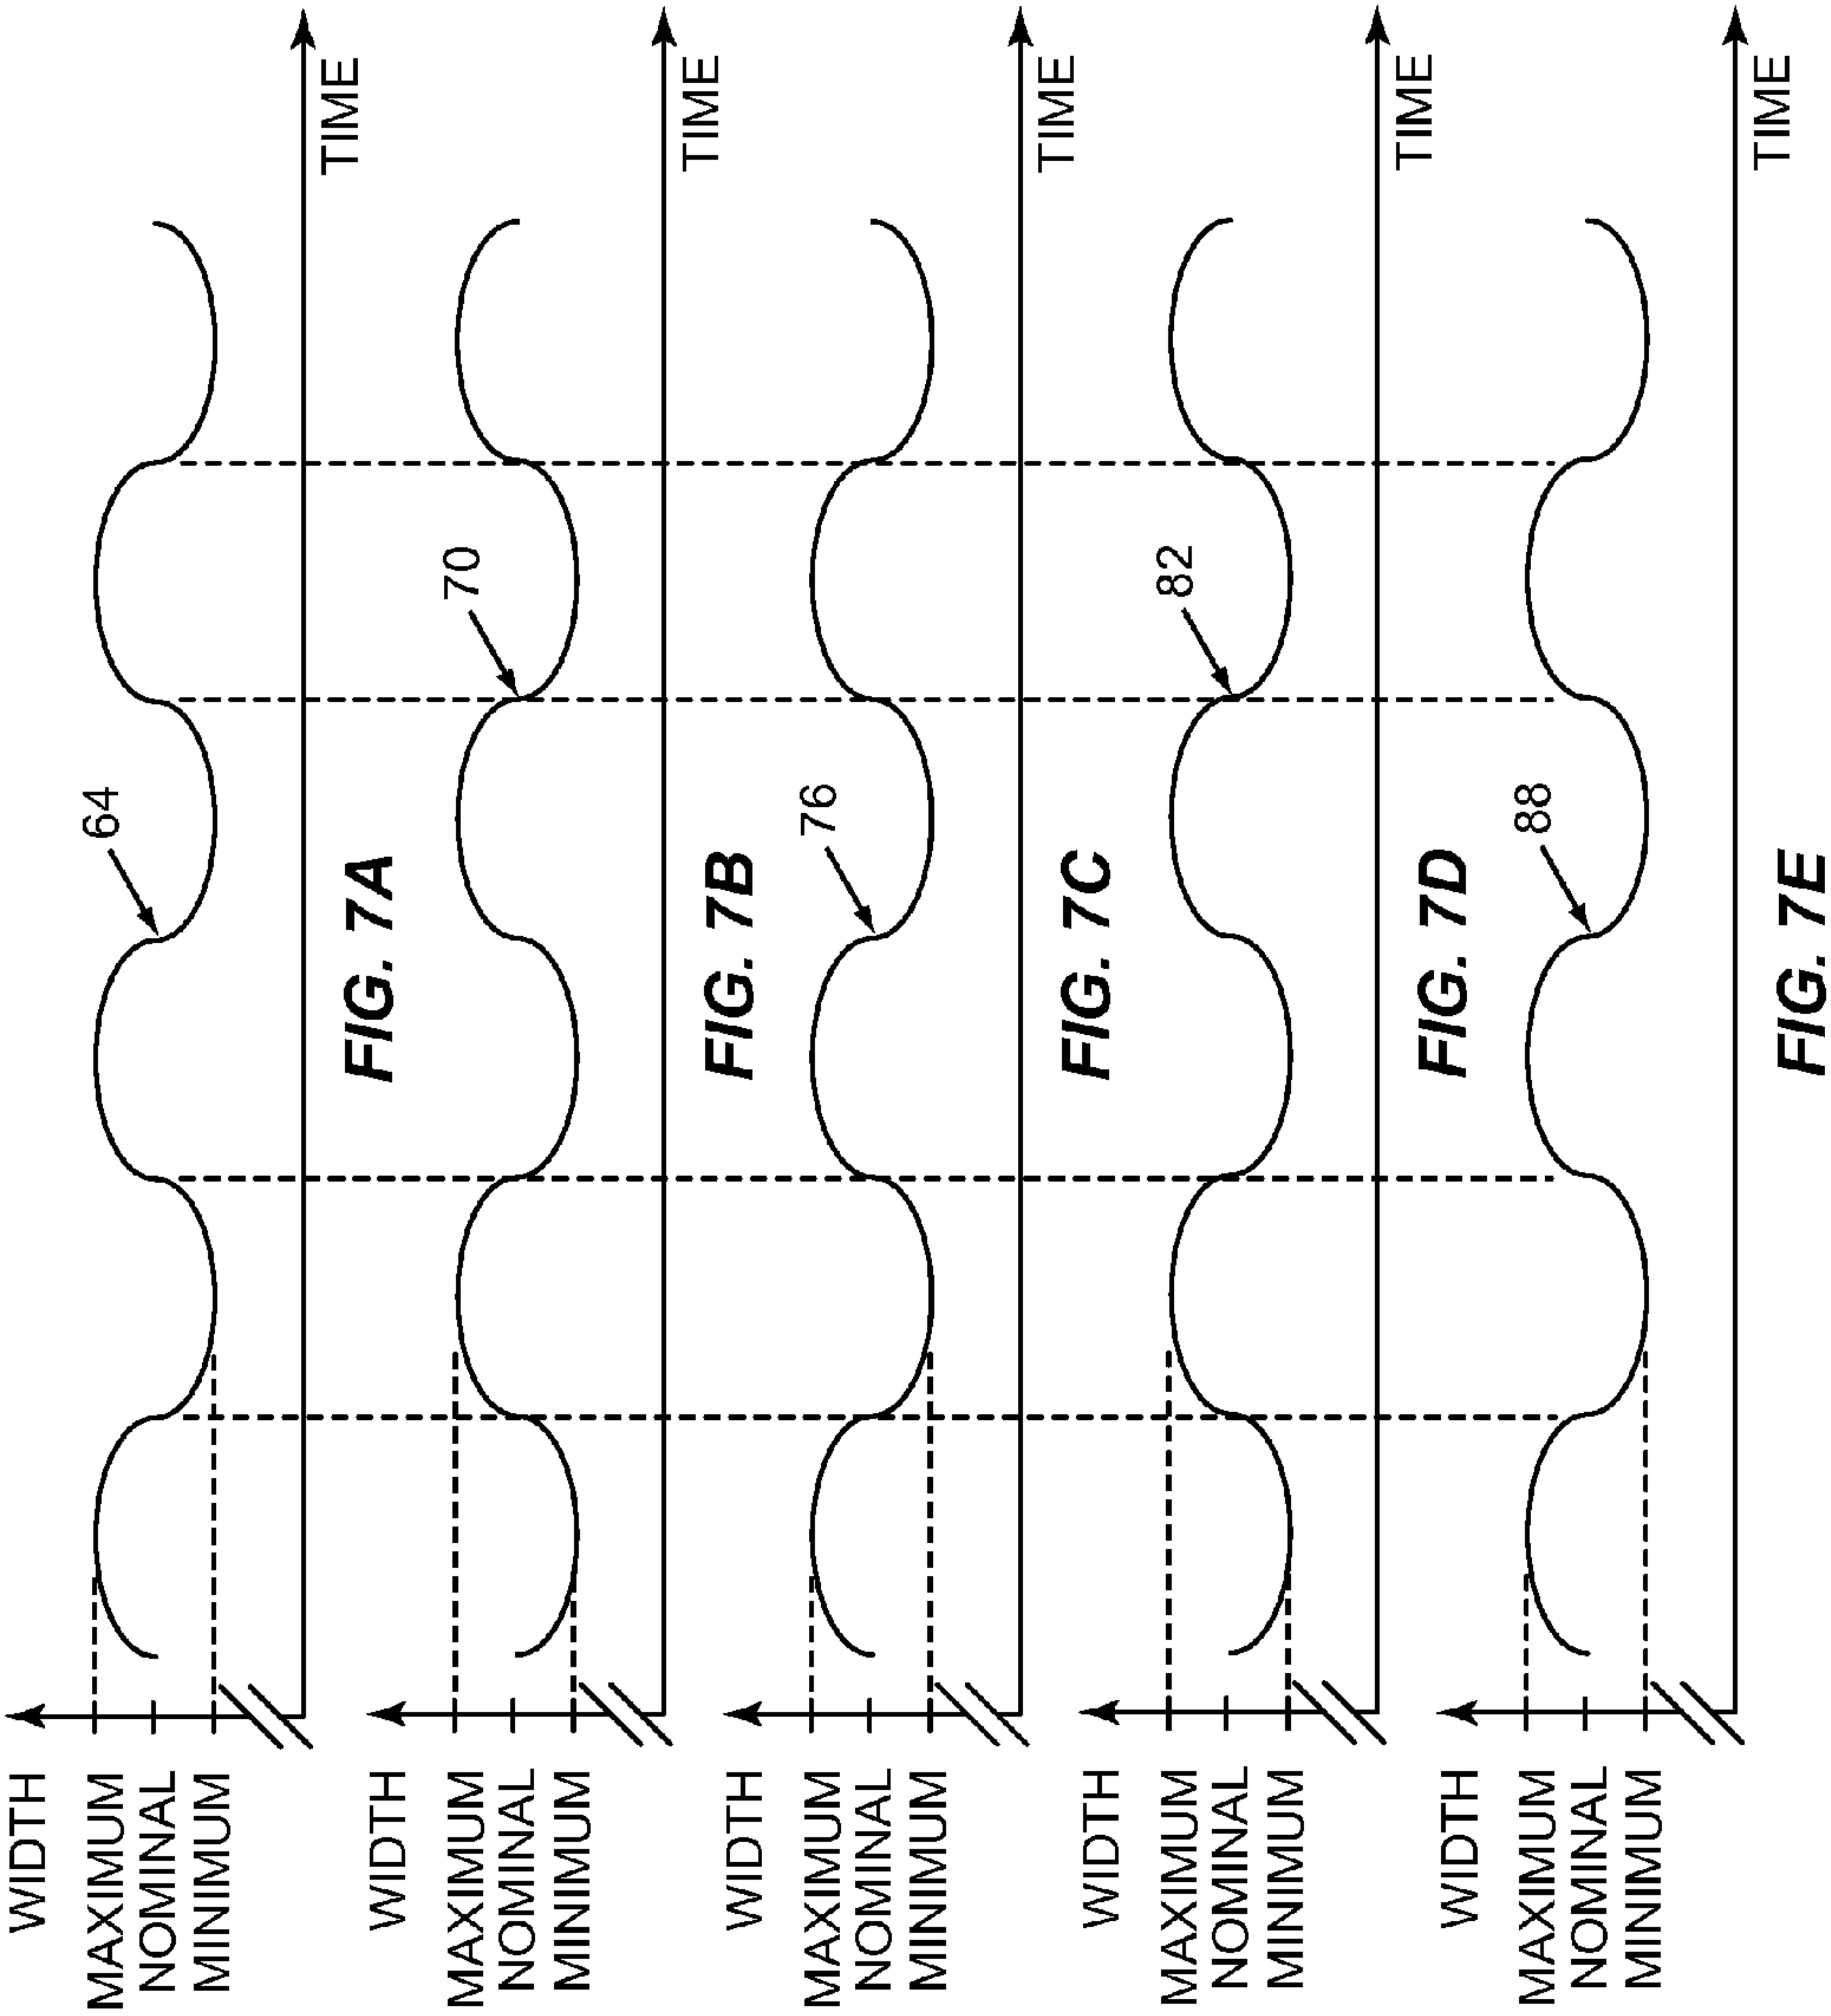 WIDTH
MAXIMUM
NOMINAL
MINIMUM
64
TIME
FIG. 7A
WIDTH
MAXIMUM
NOMINAL
MINIMUM
70
TIME
FIG. 7B
WIDTH
MAXIMUM
NOMINAL
MINIMUM
76
TIME
FIG. 7C
WIDTH
MAXIMUM
NOMINAL
MINIMUM
82
TIME
FIG. 7D
WIDTH
MAXIMUM
NOMINAL
MINIMUM
88
TIME
FIG. 7E